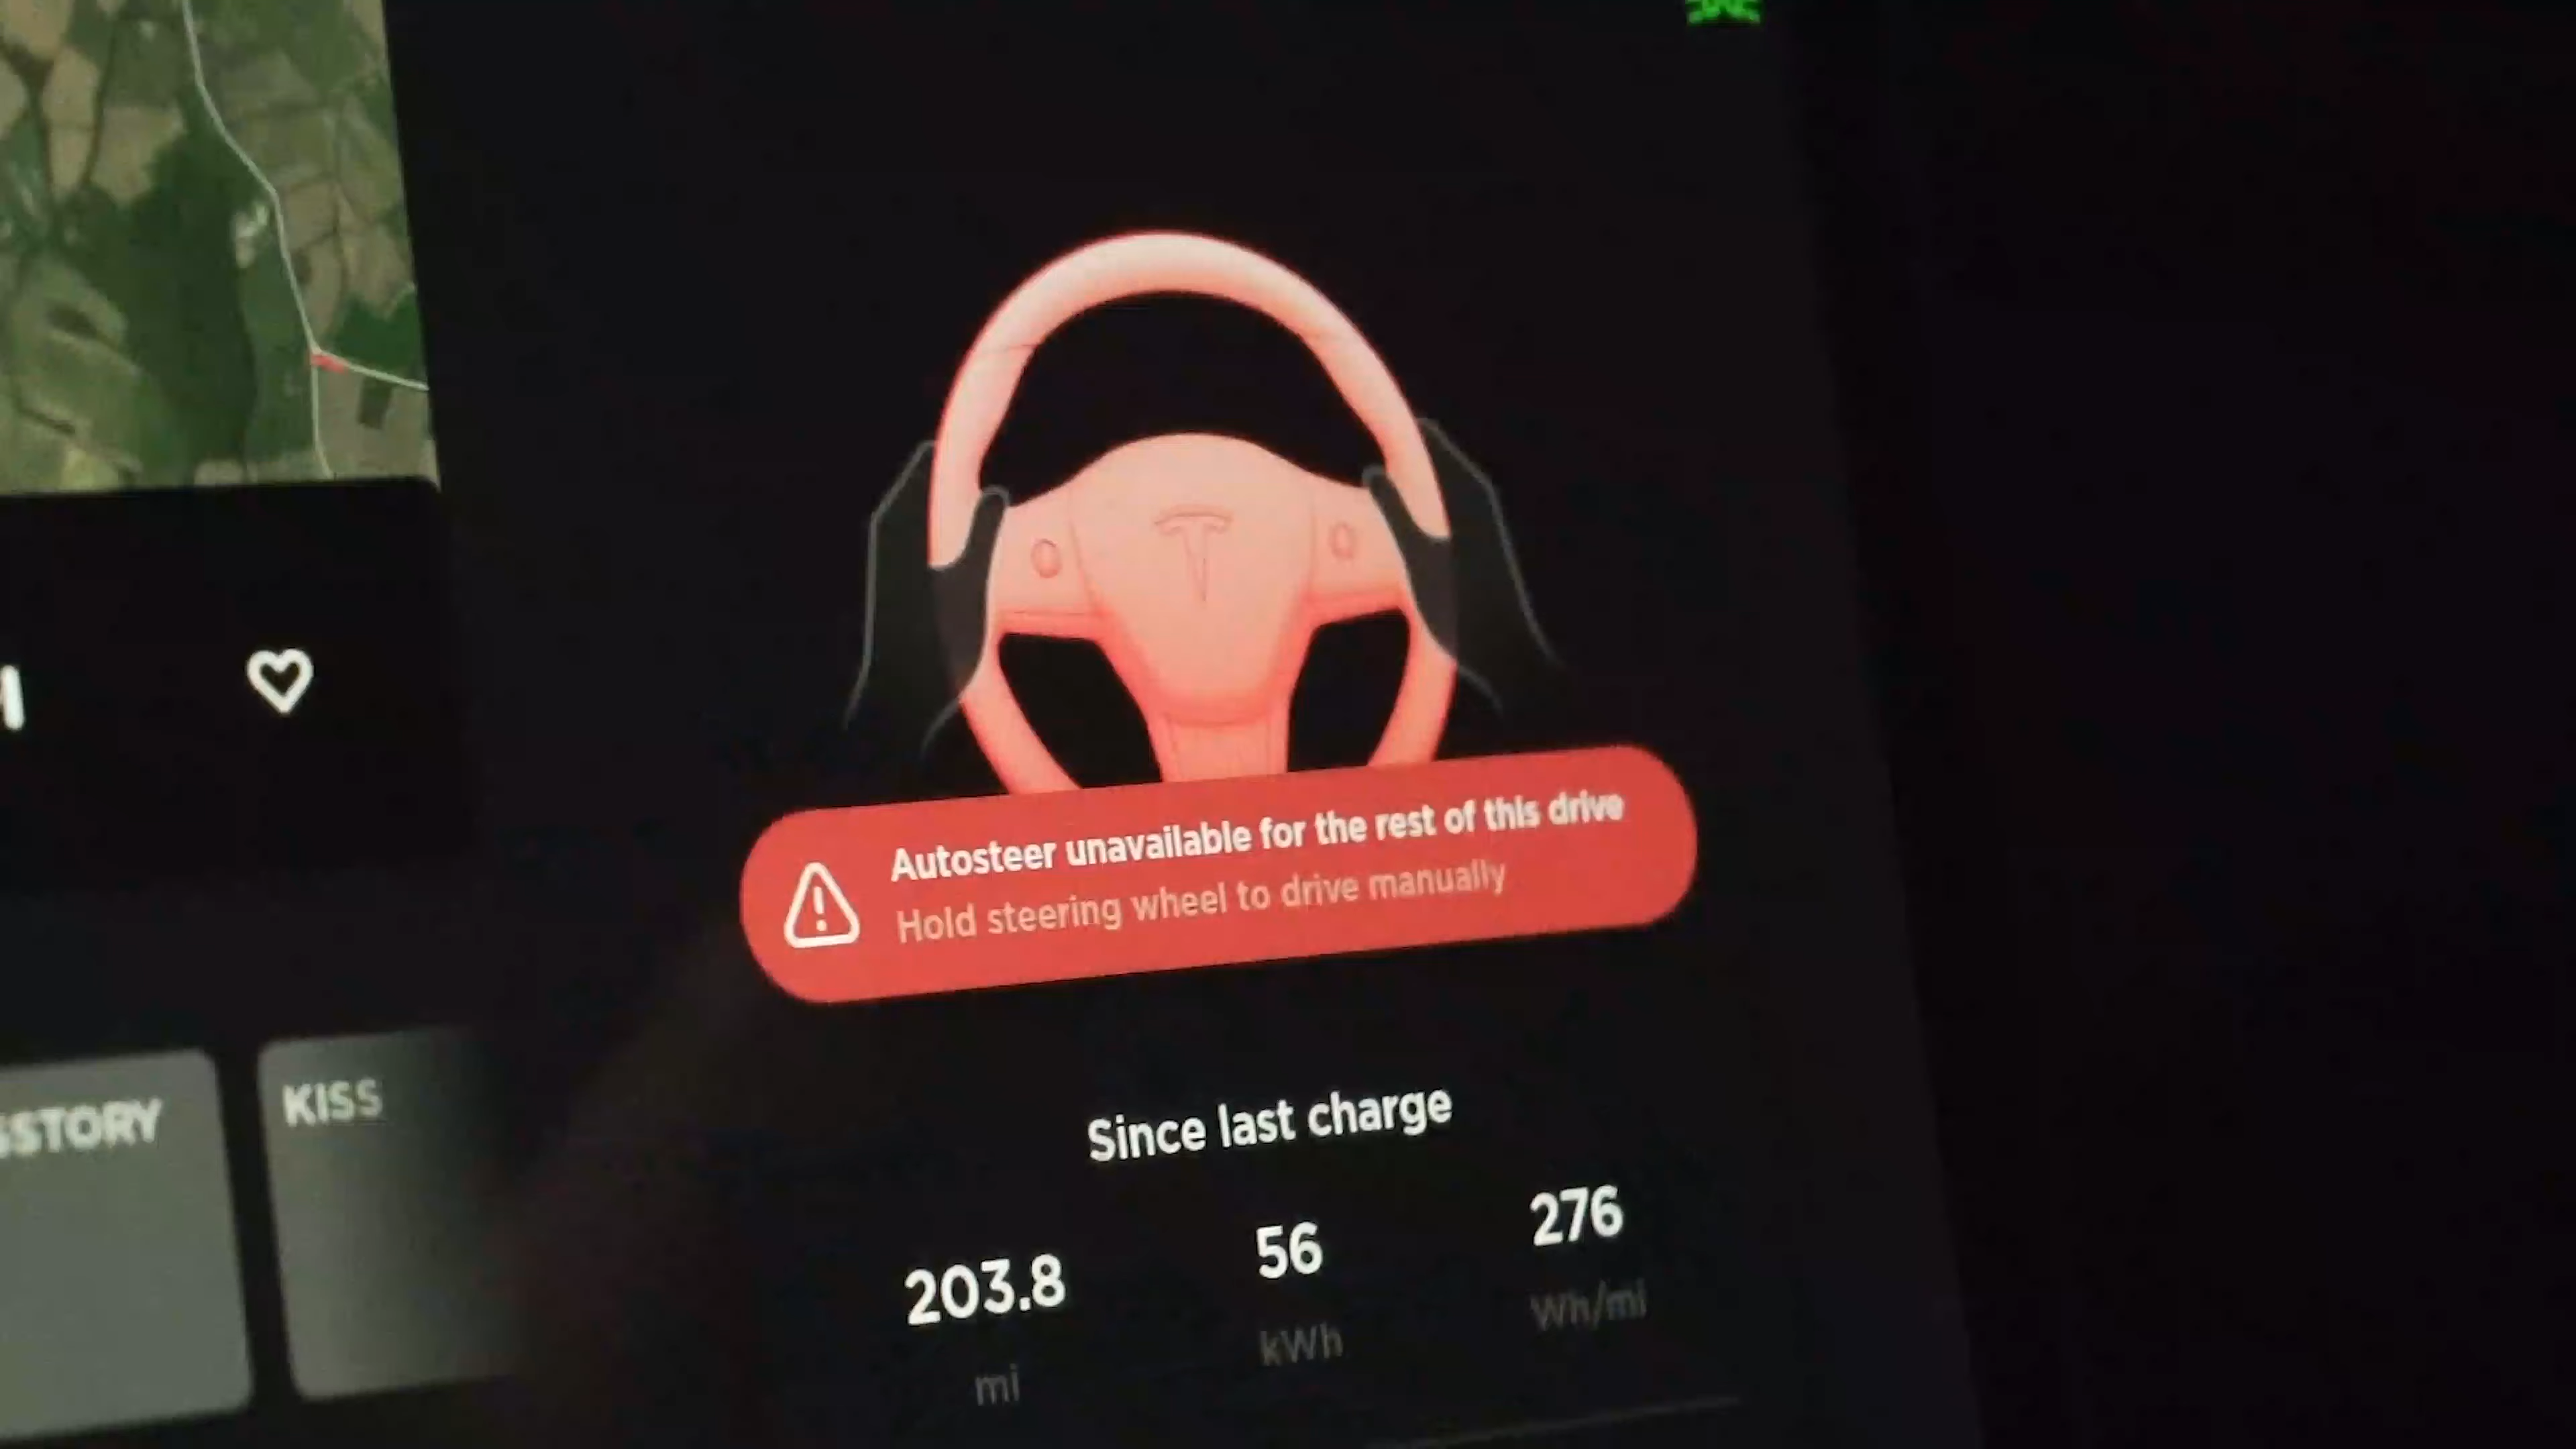 Autosteer unavailable for the rest of this drive
Hold steering wheel to drive manually
KISS
Since last charge
203.8
56
276
mi
kWh
Wh/mi